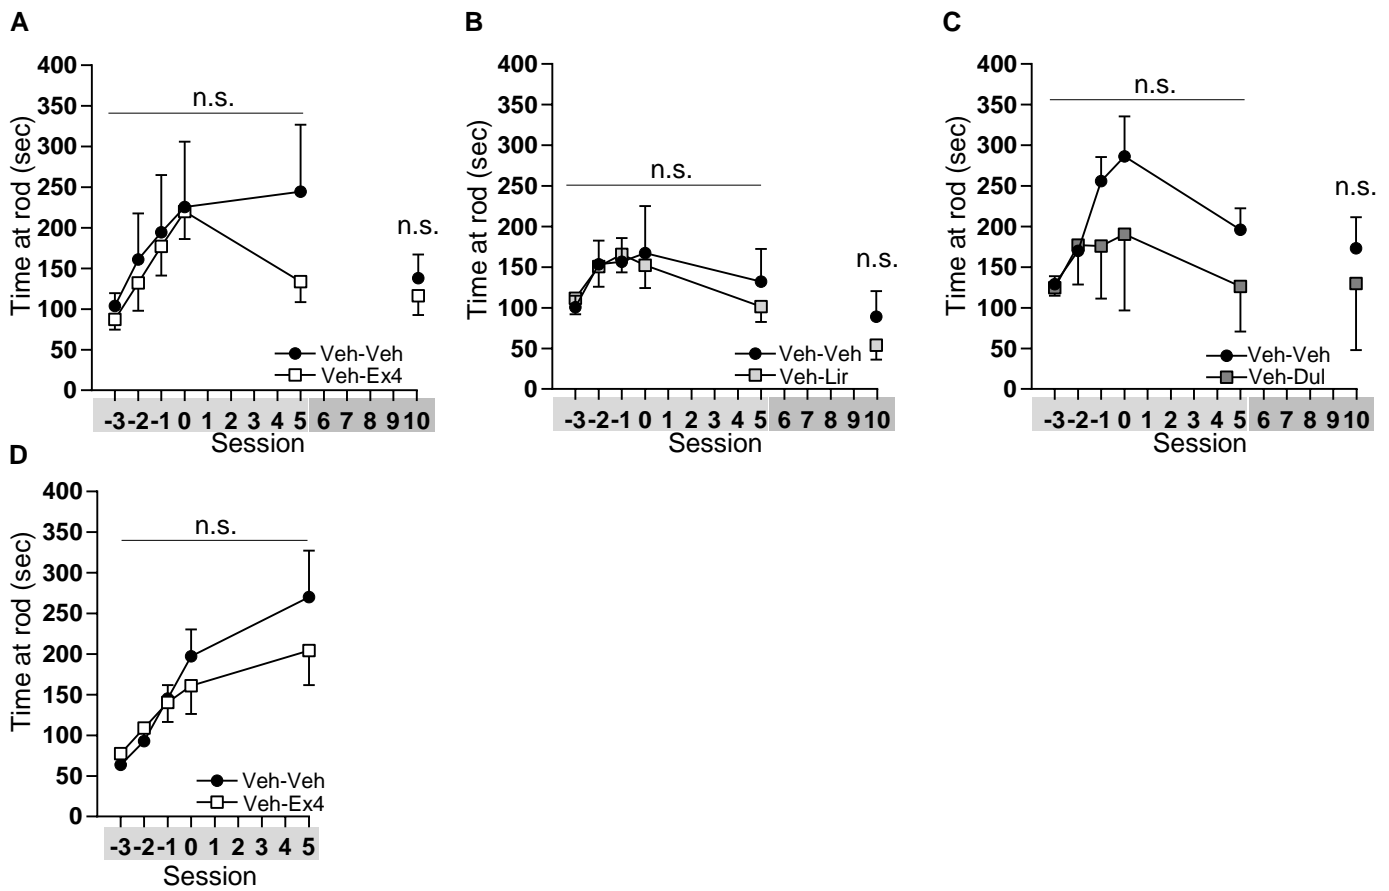 A
Time at rod (sec)
400
350
300
250
200
150
100
50
0
n.s.
n.s.
Veh-Veh
Veh-Ex4
-3 -2 -1 0 1 2 3 4 5 6 7 8 9 10
Session
B
Time at rod (sec)
400
350
300
250
200
150
100
50
0
n.s.
n.s.
Veh-Veh
Veh-Lir
-3 -2 -1 0 1 2 3 4 5 6 7 8 9 10
Session
C
Time at rod (sec)
400
350
300
250
200
150
100
50
0
n.s.
n.s.
Veh-Veh
Veh-Dul
-3 -2 -1 0 1 2 3 4 5 6 7 8 9 10
Session
D
Time at rod (sec)
400
350
300
250
200
150
100
50
0
n.s.
Veh-Veh
Veh-Ex4
-3 -2 -1 0 1 2 3 4 5
Session